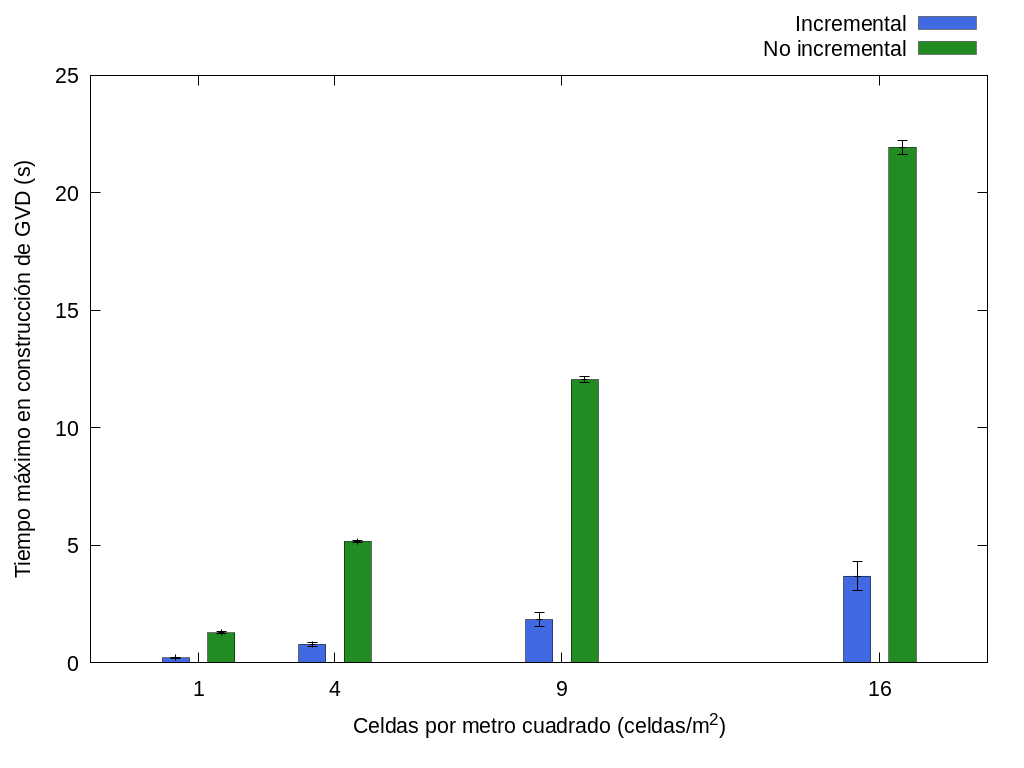 Incremental
No incremental
25
20
15
10
5
0
Tiempo máximo en construcción de GVD (s)
1 4 9 16
Celdas por metro cuadrado (celdas/m²)